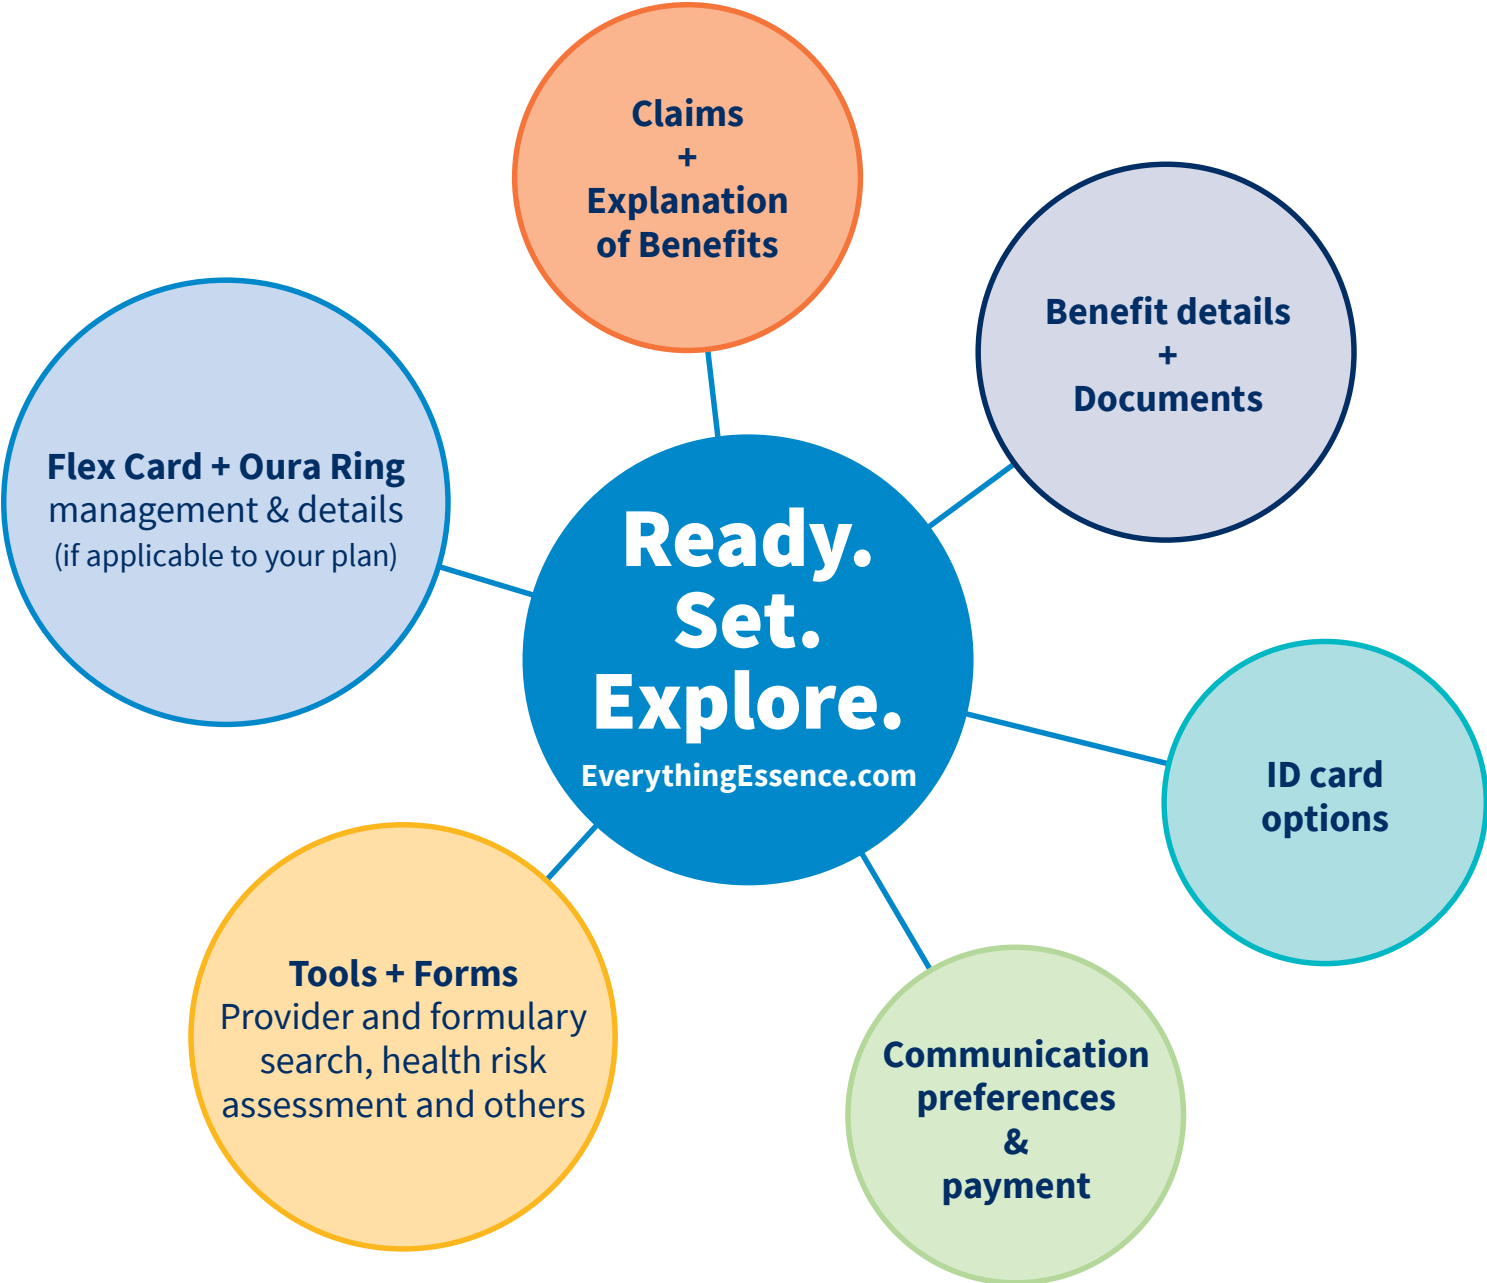 Claims
+
Explanation
of Benefits
Benefit details
+
Documents
Flex Card + Oura Ring
management & details
(if applicable to your plan)
Ready.
Set.
Explore.
EverythingEssence.com
ID card
options
Tools + Forms
Provider and formulary
search, health risk
assessment and others
Communication
preferences
&
payment